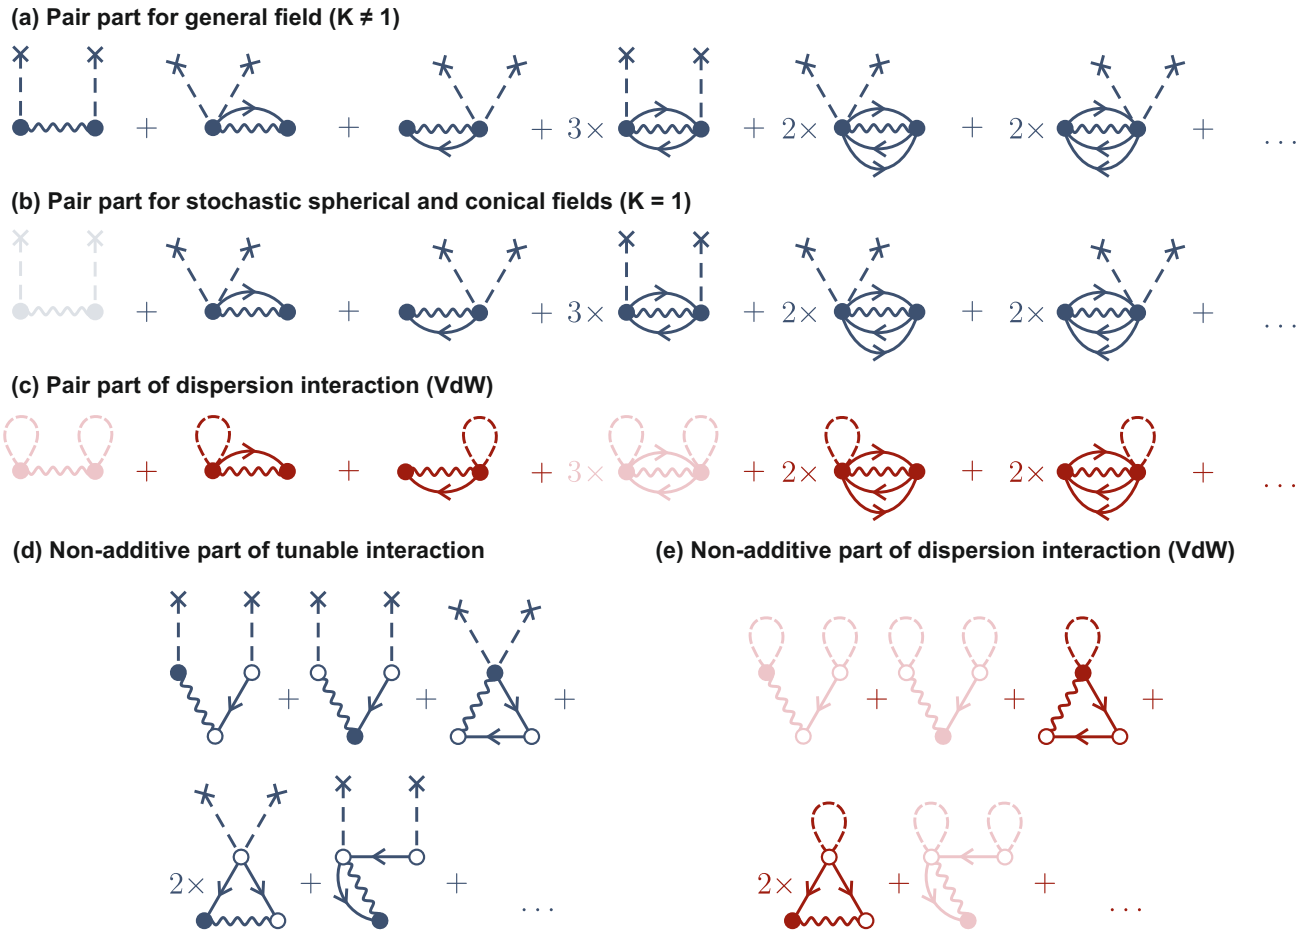 (a) Pair part for general field (K ≠ 1)
+ + + 3× + 2× + 2× + ...
(b) Pair part for stochastic spherical and conical fields (K = 1)
+ + + 3× + 2× + 2× + ...
(c) Pair part of dispersion interaction (VdW)
+ + + 3× + 2× + 2× + ...
(d) Non-additive part of tunable interaction
(e) Non-additive part of dispersion interaction (VdW)
+ + +
+ + +
2× + + ...
2× + + ...